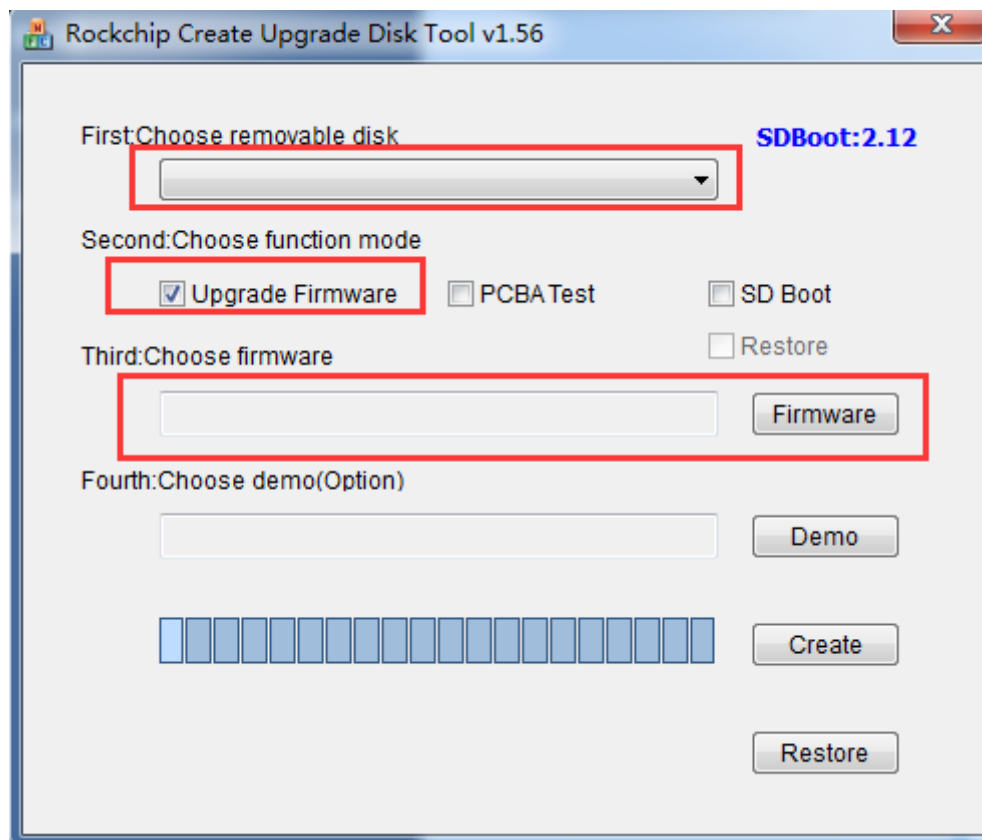 Rockchip Create Upgrade Disk Tool v1.56
First:Choose removable disk
SDBoot:2.12
Second:Choose function mode
Upgrade Firmware PCBA Test SD Boot
Restore
Third:Choose firmware
Firmware
Fourth:Choose demo(Option)
Demo
Create
Restore